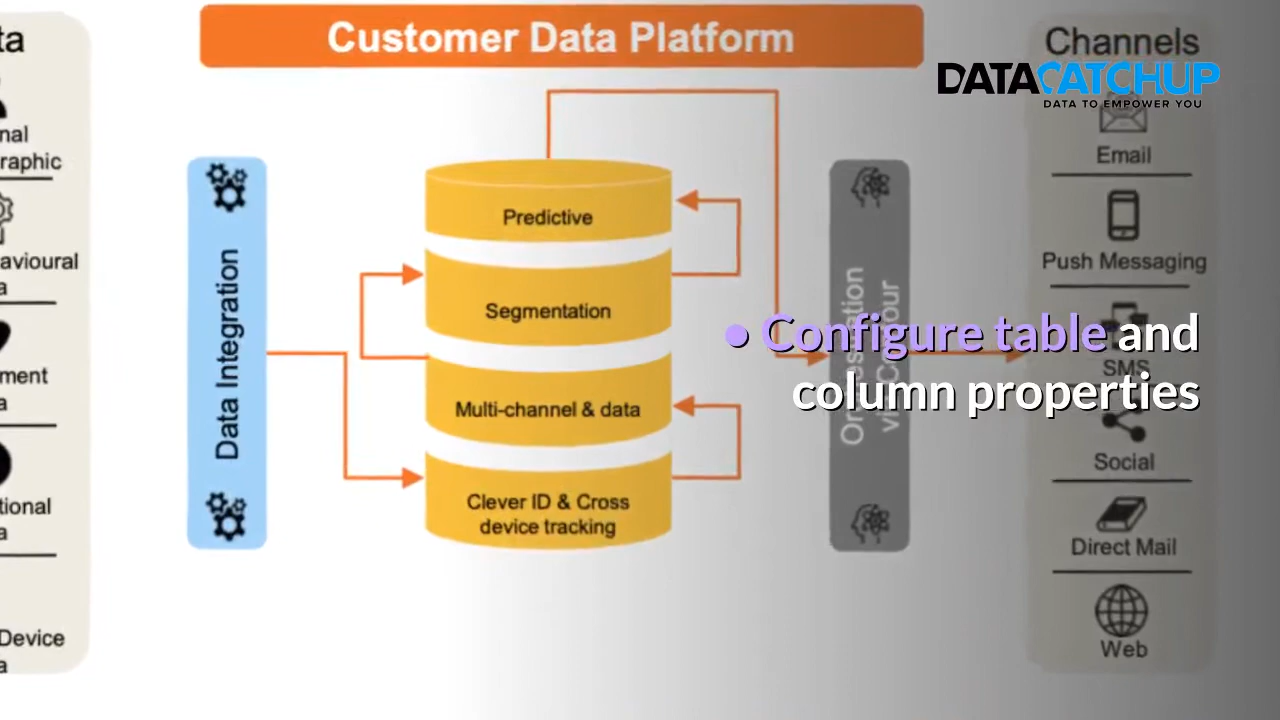 ta
nal
raphic
avioural
a
ment
a
tional
a
Device
a
Customer Data Platform
Data Integration
Predictive
Segmentation
Multi-channel & data
Clever ID & Cross
device tracking
Channels
DATACATCHUP
DATA TO EMPOWER YOU
Email
Push Messaging
SMS
Social
Direct Mail
Web
• Configure table and
column properties